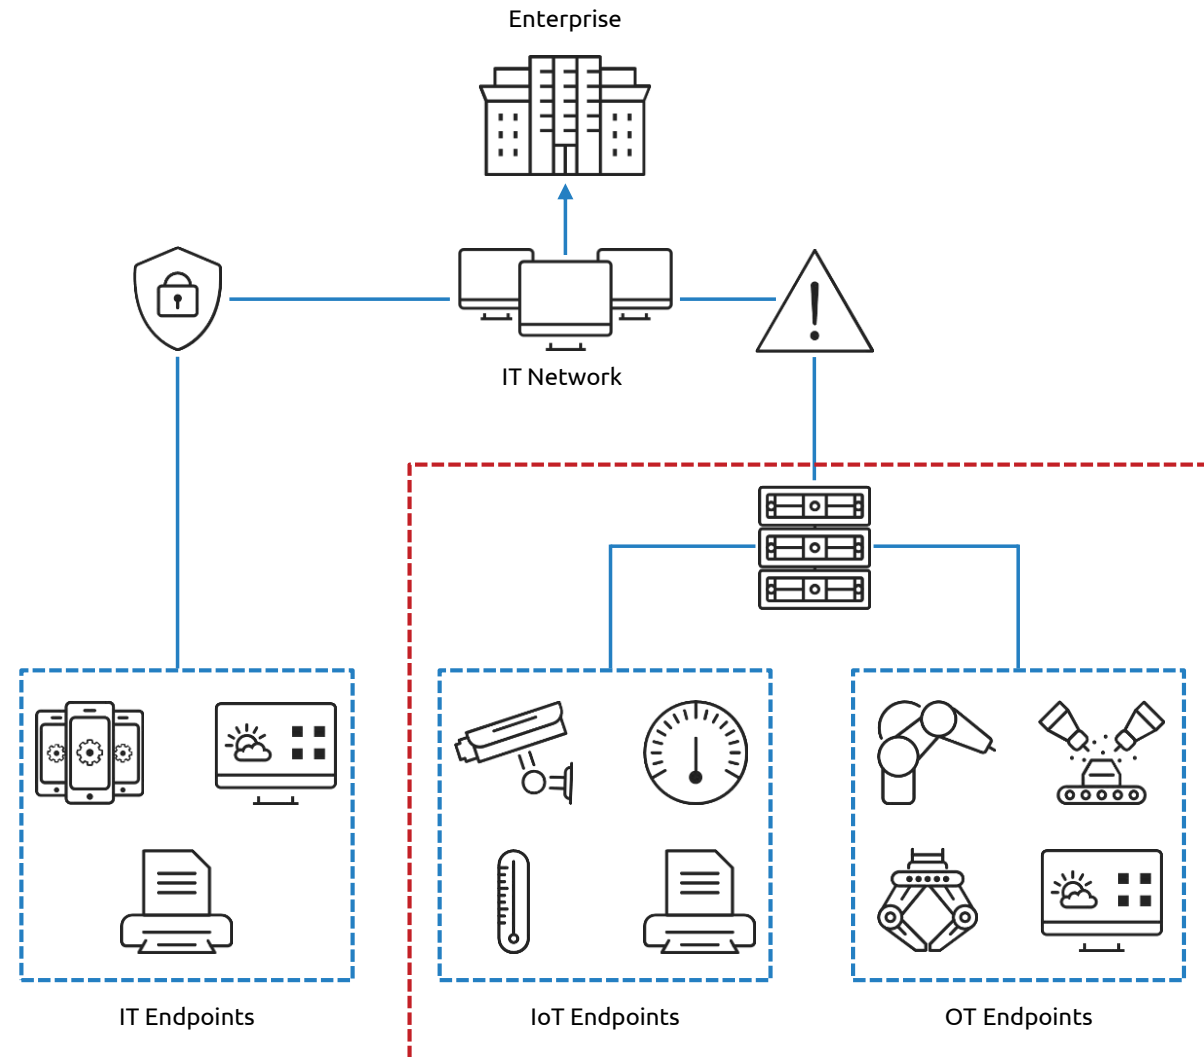 Enterprise
IT Network
IT Endpoints
IoT Endpoints
OT Endpoints